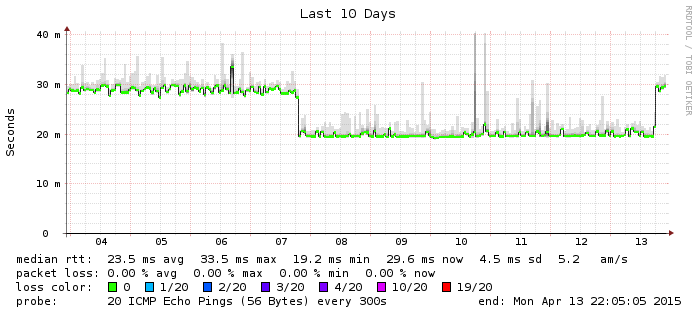 Last 10 Days
RRDTOOL / TOBI OETIKER
Seconds
40 m
30 m
20 m
10 m
0
04 05 06 07 08 09 10 11 12 13
median rtt: 23.5 ms avg 33.5 ms max 19.2 ms min 29.6 ms now 4.5 ms sd 5.2 am/s
packet loss: 0.00 % avg 0.00 % max 0.00 % min 0.00 % now
loss color: 0 1/20 2/20 3/20 4/20 10/20 19/20
probe: 20 ICMP Echo Pings (56 Bytes) every 300s end: Mon Apr 13 22:05:05 2015